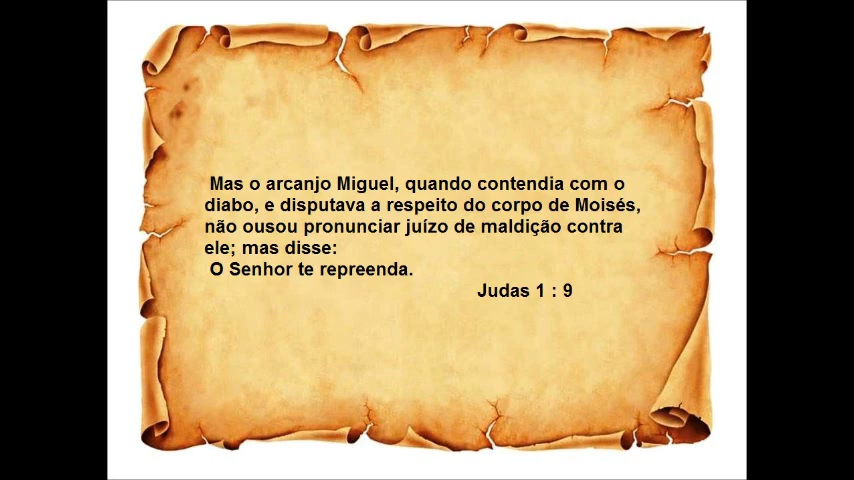 Mas o arcanjo Miguel, quando contendia com o
diabo, e disputava a respeito do corpo de Moisés,
não ousou pronunciar juízo de maldição contra
ele; mas disse:
O Senhor te repreenda.
Judas 1 : 9